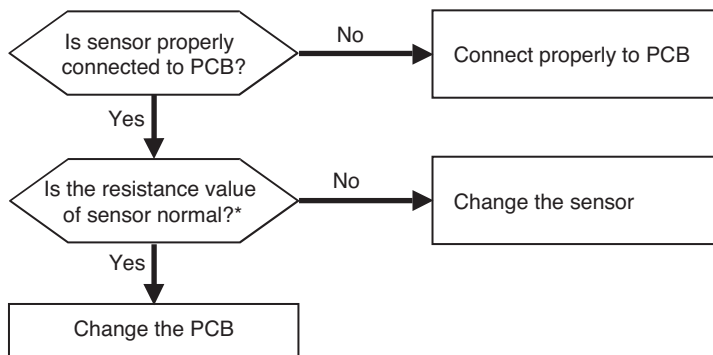 Is sensor properly
connected to PCB?
No
Connect properly to PCB
Yes
Is the resistance value
of sensor normal?*
No
Change the sensor
Yes
Change the PCB